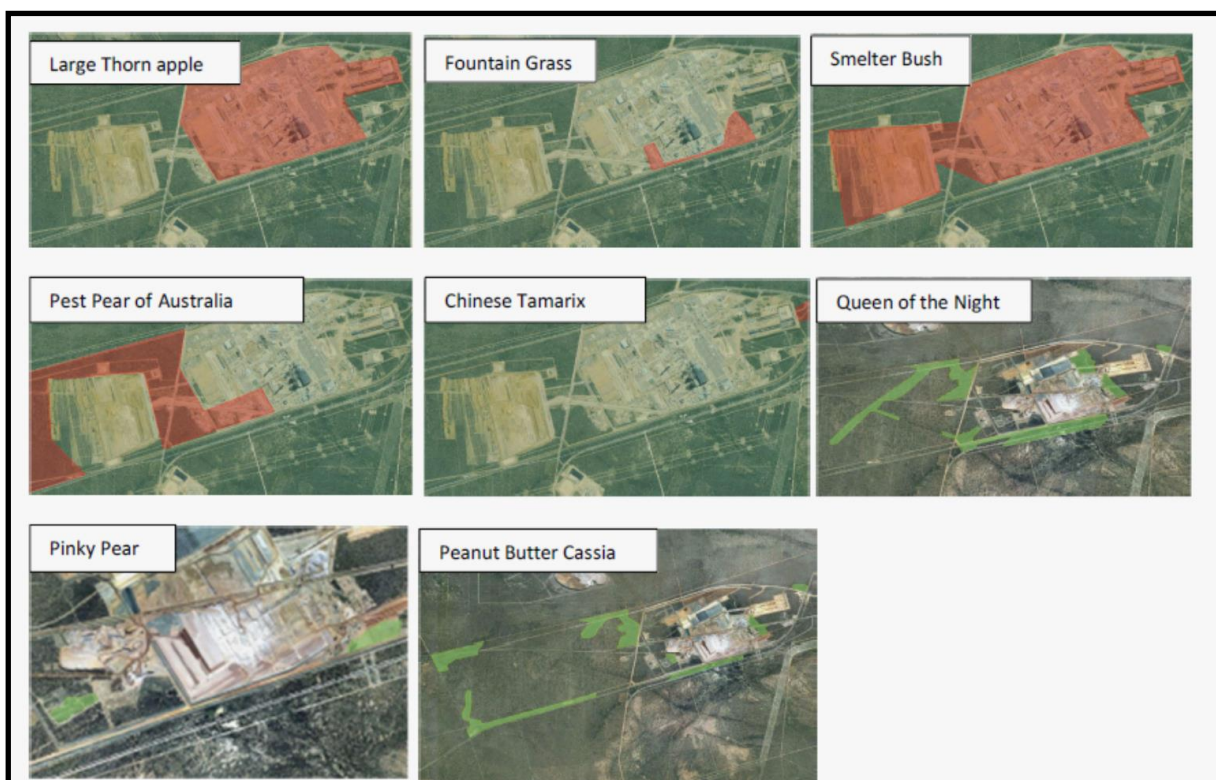 Large Thorn apple
Fountain Grass
Smelter Bush
Pest Pear of Australia
Chinese Tamarix
Queen of the Night
Pinky Pear
Peanut Butter Cassia